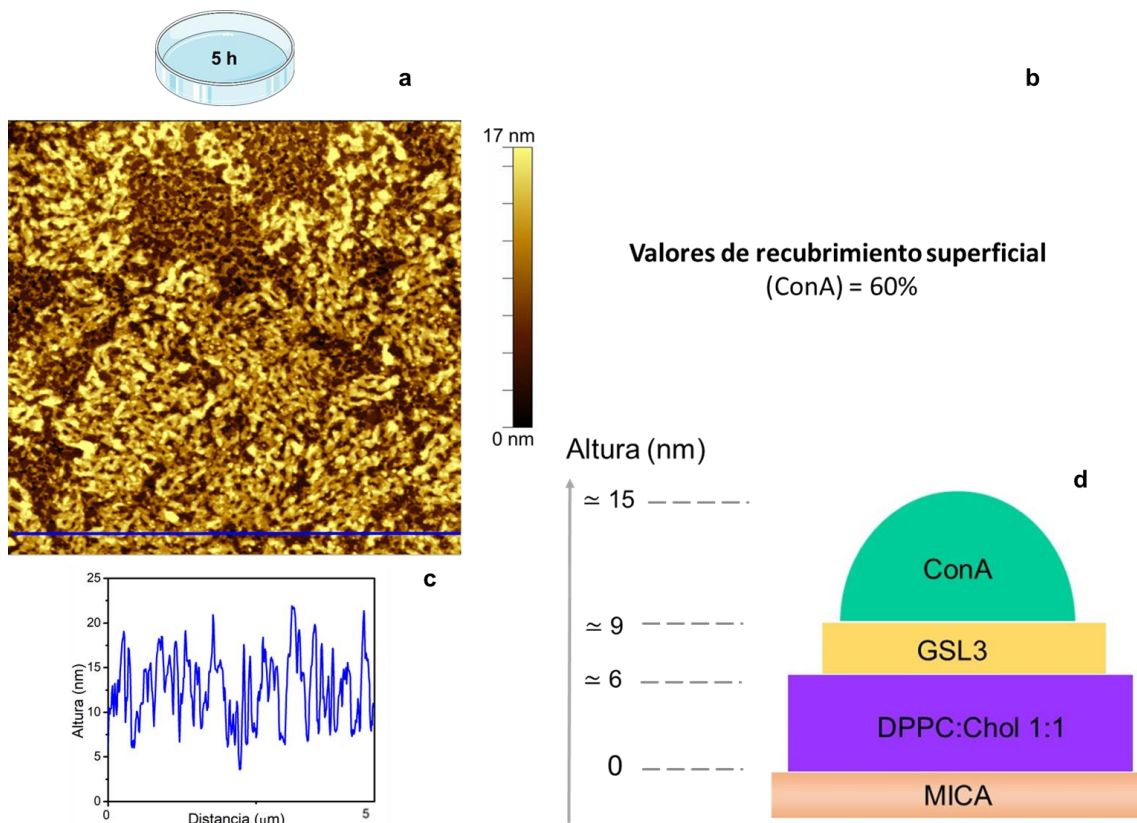 5 h
a
b
17 nm
0 nm
Valores de recubrimiento superficial
(ConA) = 60%
c
25
20
15
10
5
0
Altura (nm)
0
5
Distancia (μm)
d
Altura (nm)
≃ 15
≃ 9
≃ 6
0
ConA
GSL3
DPPC:Chol 1:1
MICA